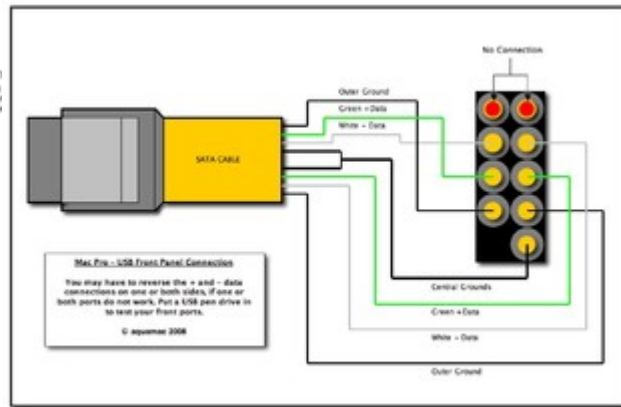 No Connection
Outer Ground
Green +Data
White - Data
SATA CABLE
Central Grounds
Green +Data
White - Data
Outer Ground
Mac Pro - USB Front Panel Connection
You may have to reverse the + and - data
connections on one or both sides, if one or
both ports do not work. Put a USB pen drive in
to test your front ports.
© aquamac 2008